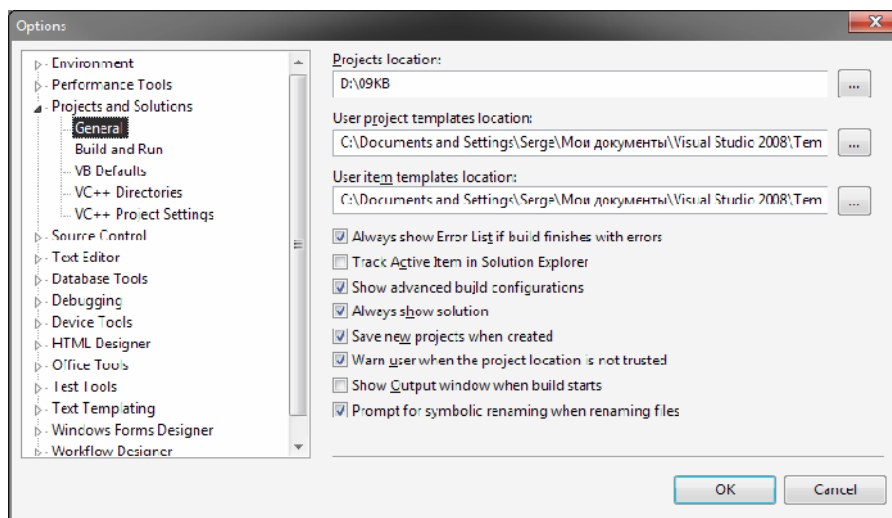 Options
Environment
Performance Tools
Projects and Solutions
General
Build and Run
VB Defaults
VC++ Directories
VC++ Project Settings
Source Control
Text Editor
Database Tools
Debugging
Device Tools
HTML Designer
Office Tools
Test Tools
Text Templating
Windows Forms Designer
Workflow Designer
Projects location:
D:\09KB
...
User project templates location:
C:\Documents and Settings\Serge\Мои документы\Visual Studio 2008\Tem
...
User item templates location:
C:\Documents and Settings\Serge\Мои документы\Visual Studio 2008\Tem
...
Always show Error List if build finishes with errors
Track Active Item in Solution Explorer
Show advanced build configurations
Always show solution
Save new projects when created
Warn user when the project location is not trusted
Show Output window when build starts
Prompt for symbolic renaming when renaming files
OK
Cancel